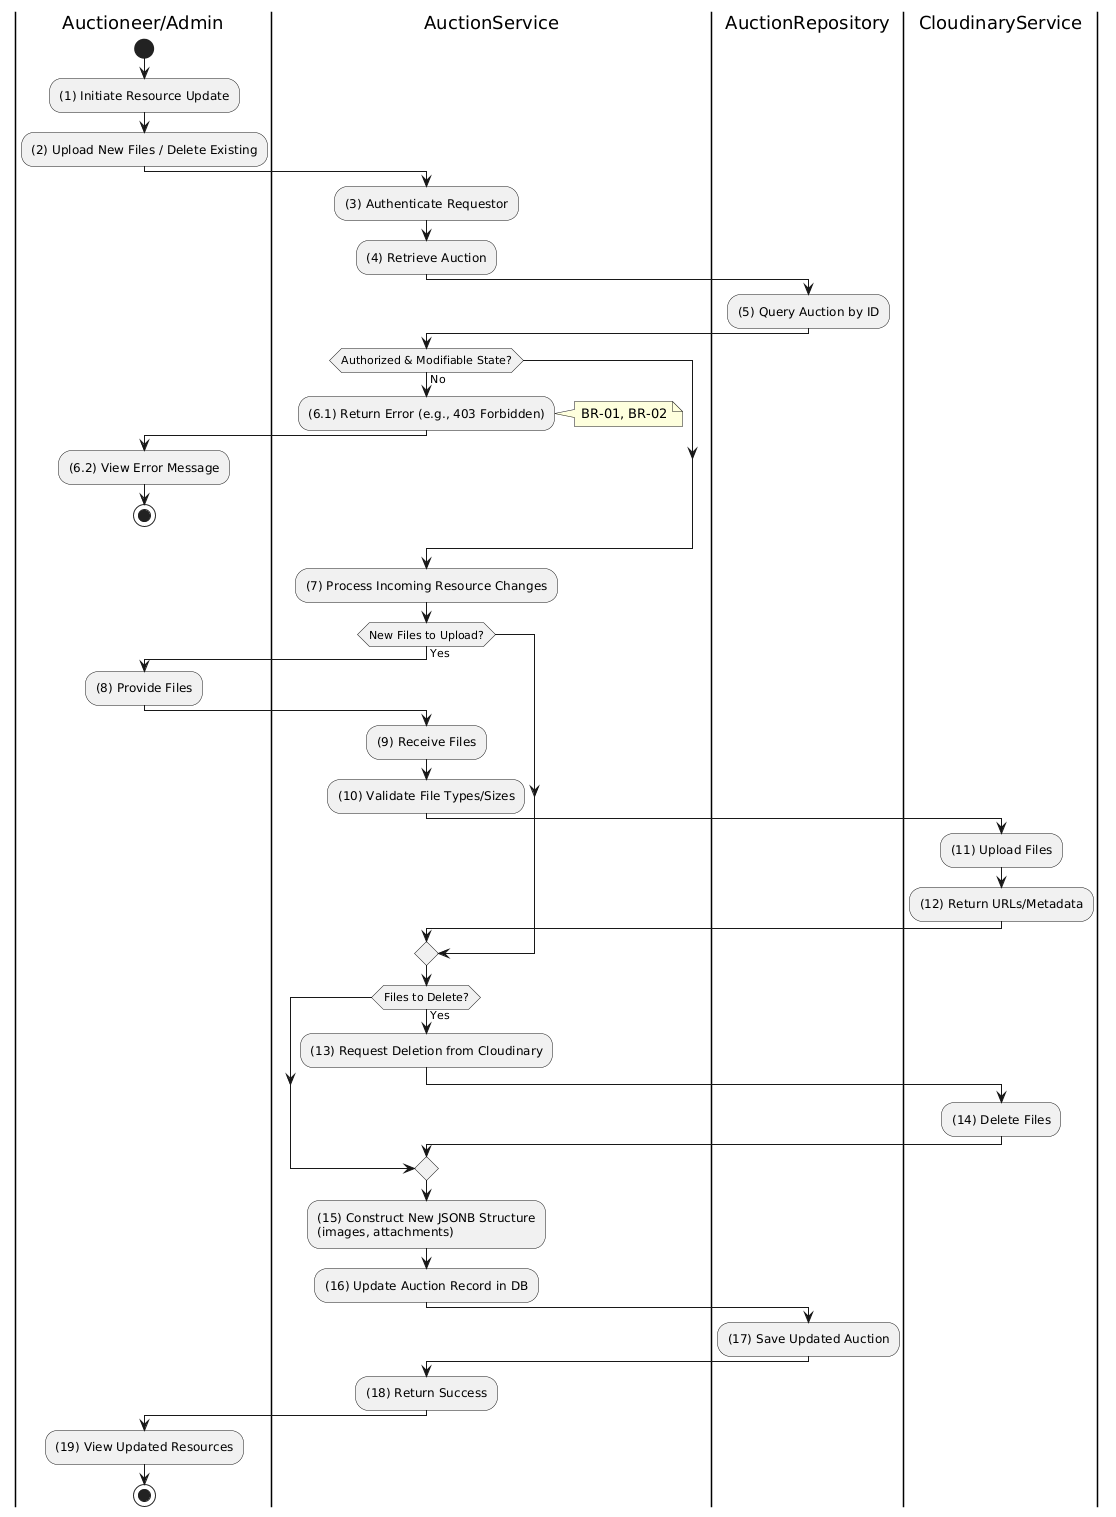 Auctioneer/Admin
AuctionService
AuctionRepository
CloudinaryService
(1) Initiate Resource Update
(2) Upload New Files / Delete Existing
(3) Authenticate Requestor
(4) Retrieve Auction
(5) Query Auction by ID
Authorized & Modifiable State?
No
(6.1) Return Error (e.g., 403 Forbidden)
BR-01, BR-02
(6.2) View Error Message
(7) Process Incoming Resource Changes
New Files to Upload?
Yes
(8) Provide Files
(9) Receive Files
(10) Validate File Types/Sizes
(11) Upload Files
(12) Return URLs/Metadata
Files to Delete?
Yes
(13) Request Deletion from Cloudinary
(14) Delete Files
(15) Construct New JSONB Structure
(images, attachments)
(16) Update Auction Record in DB
(17) Save Updated Auction
(18) Return Success
(19) View Updated Resources